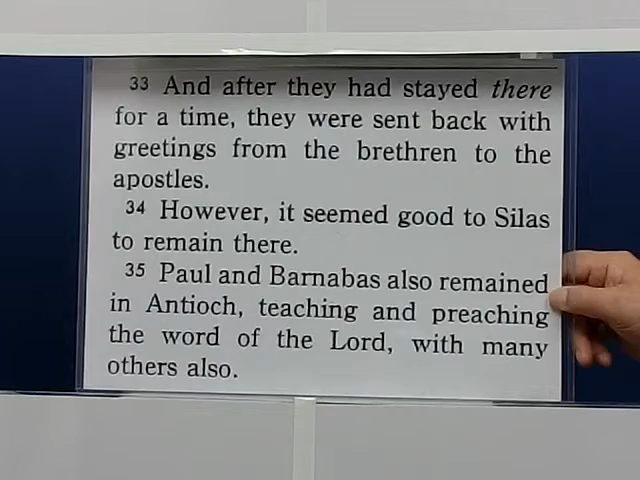 33 And after they had stayed there
for a time, they were sent back with
greetings from the brethren to the
apostles.
34 However, it seemed good to Silas
to remain there.
35 Paul and Barnabas also remained
in Antioch, teaching and preaching
the word of the Lord, with many
others also.